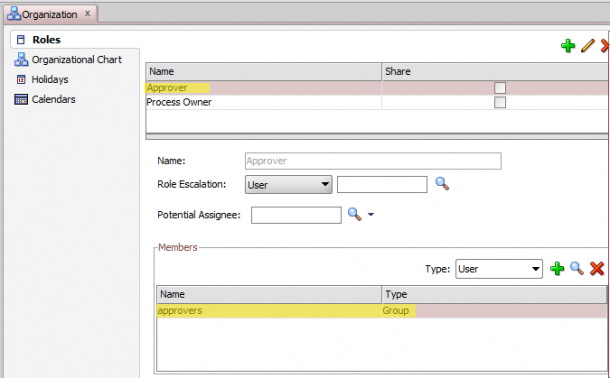 Organization
Roles
Organizational Chart
Holidays
Calendars
Name Share
Approver
Process Owner
Name: Approver
Role Escalation: User
Potential Assignee:
Members
Type: User
Name Type
approvers Group